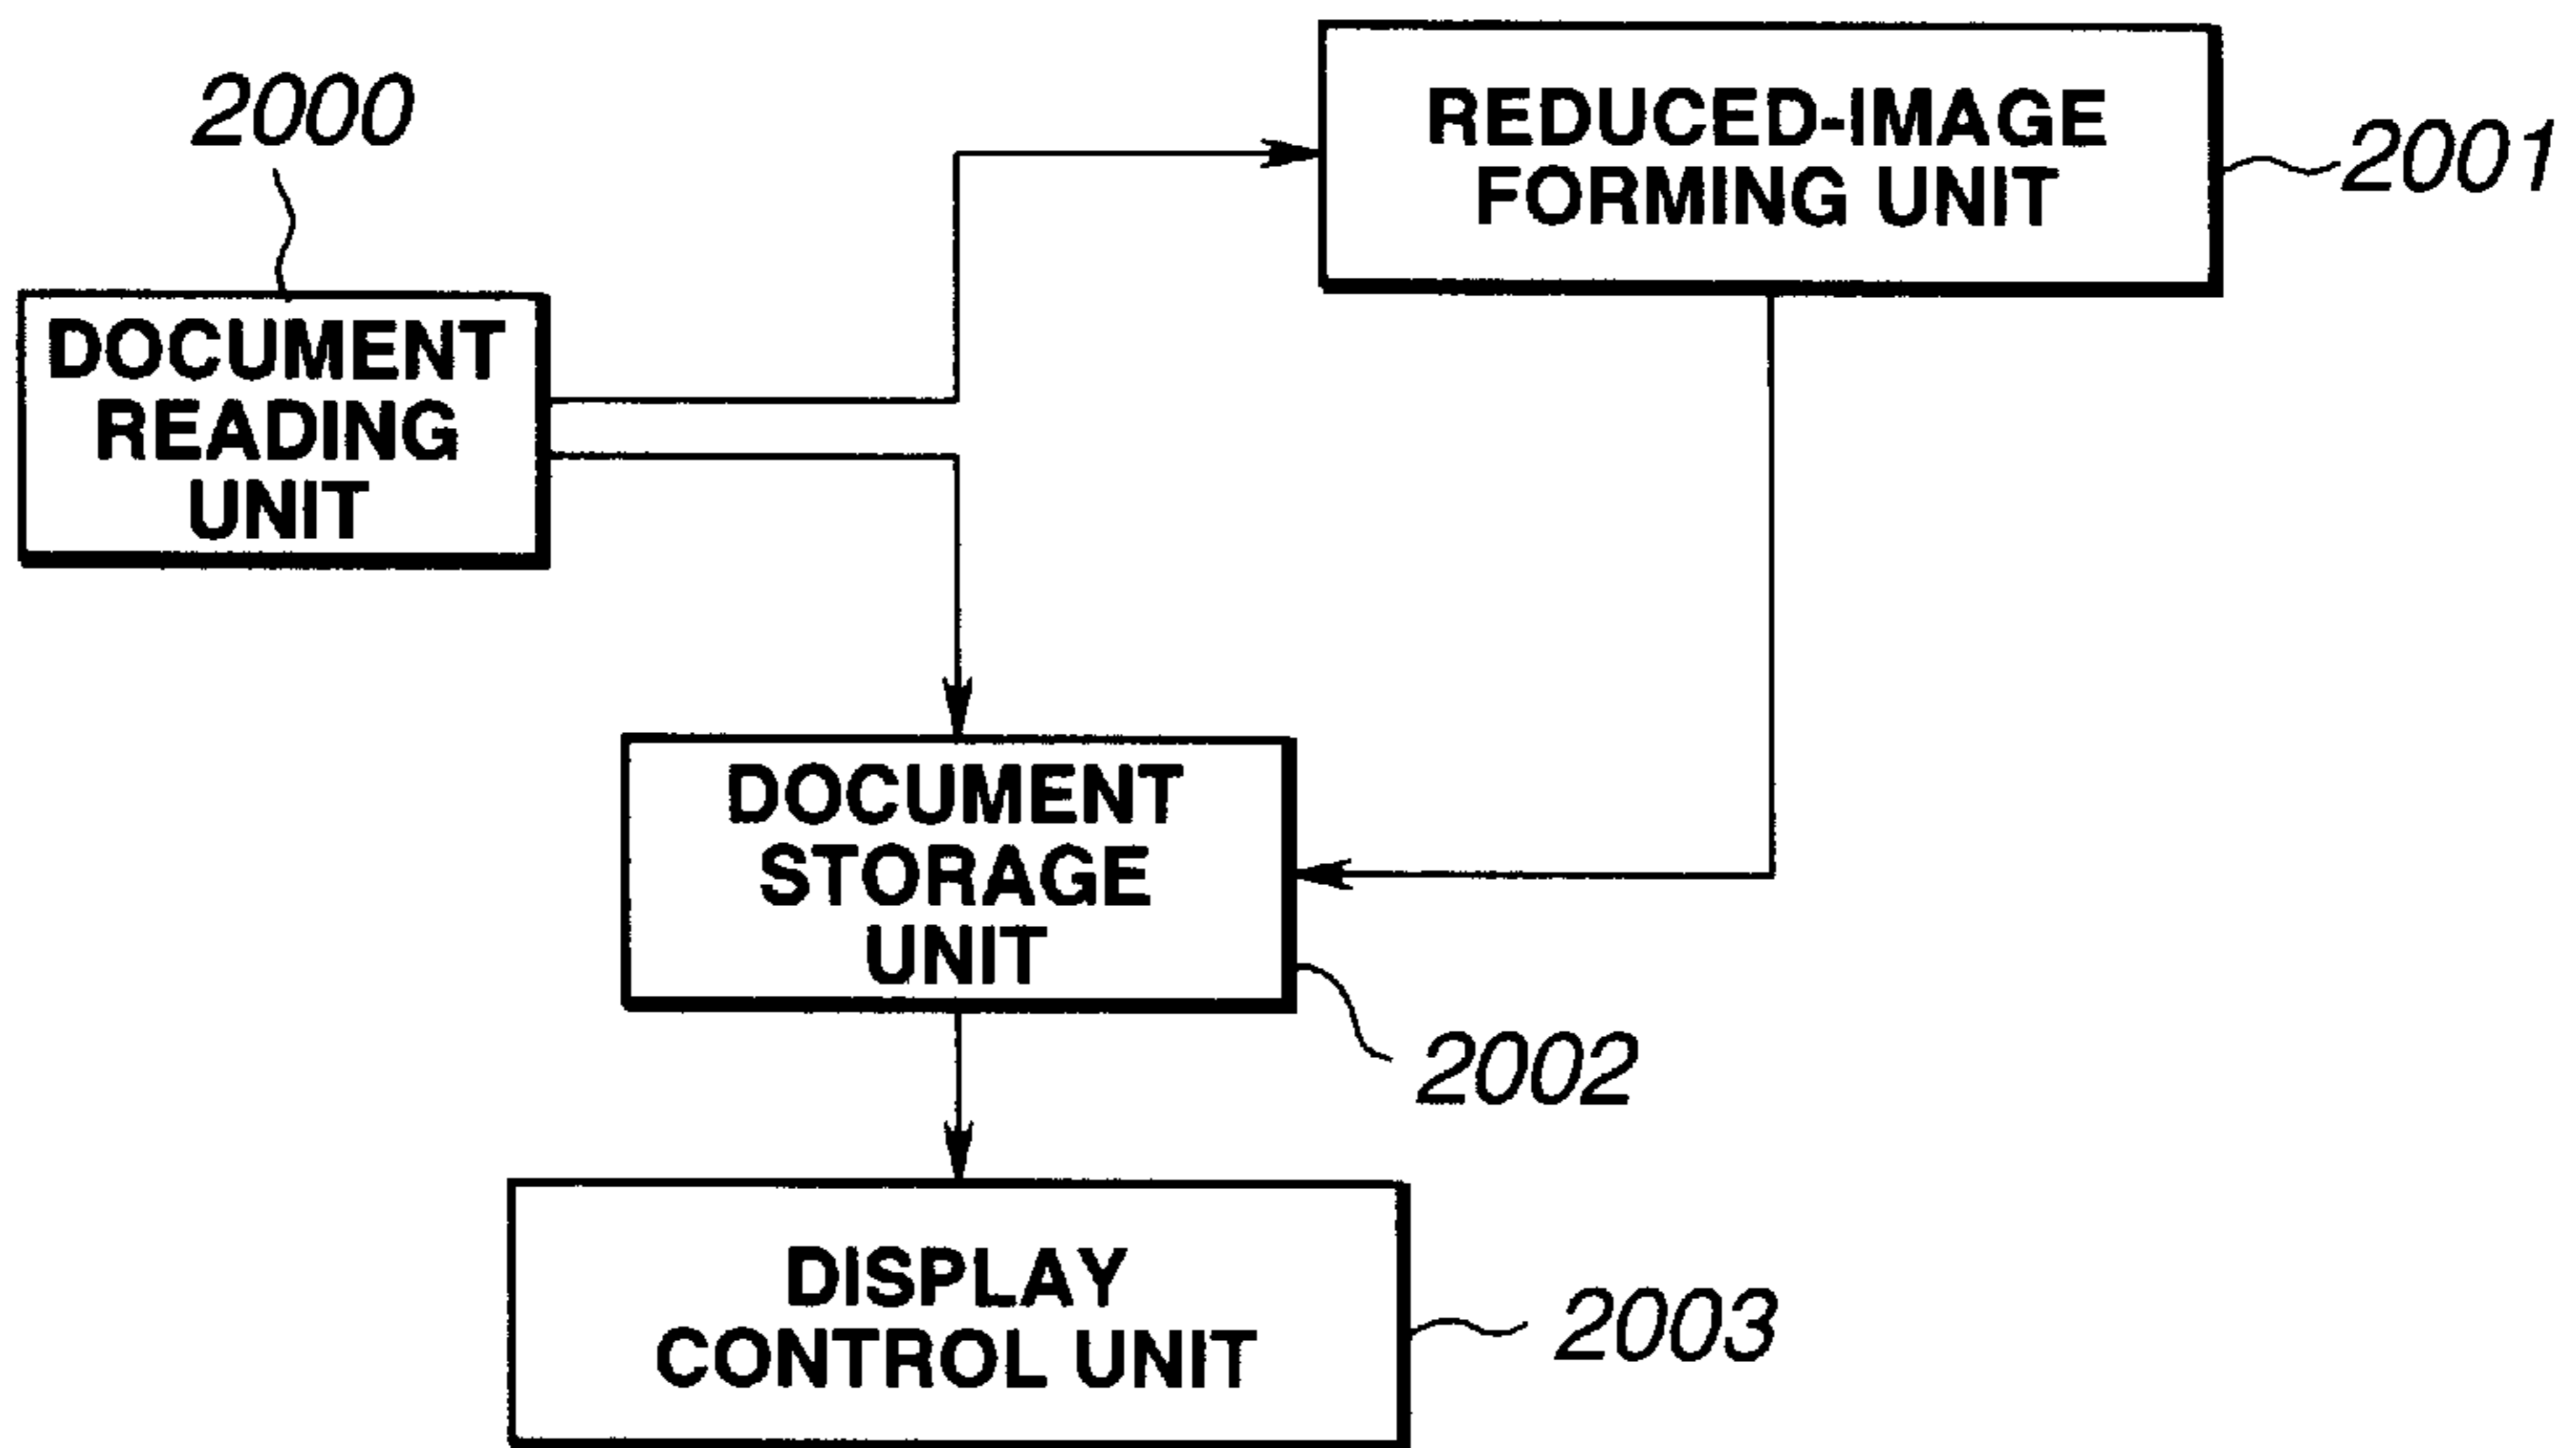 2000
REDUCED-IMAGE
FORMING UNIT
2001
DOCUMENT
READING
UNIT
DOCUMENT
STORAGE
UNIT
2002
DISPLAY
CONTROL UNIT
2003